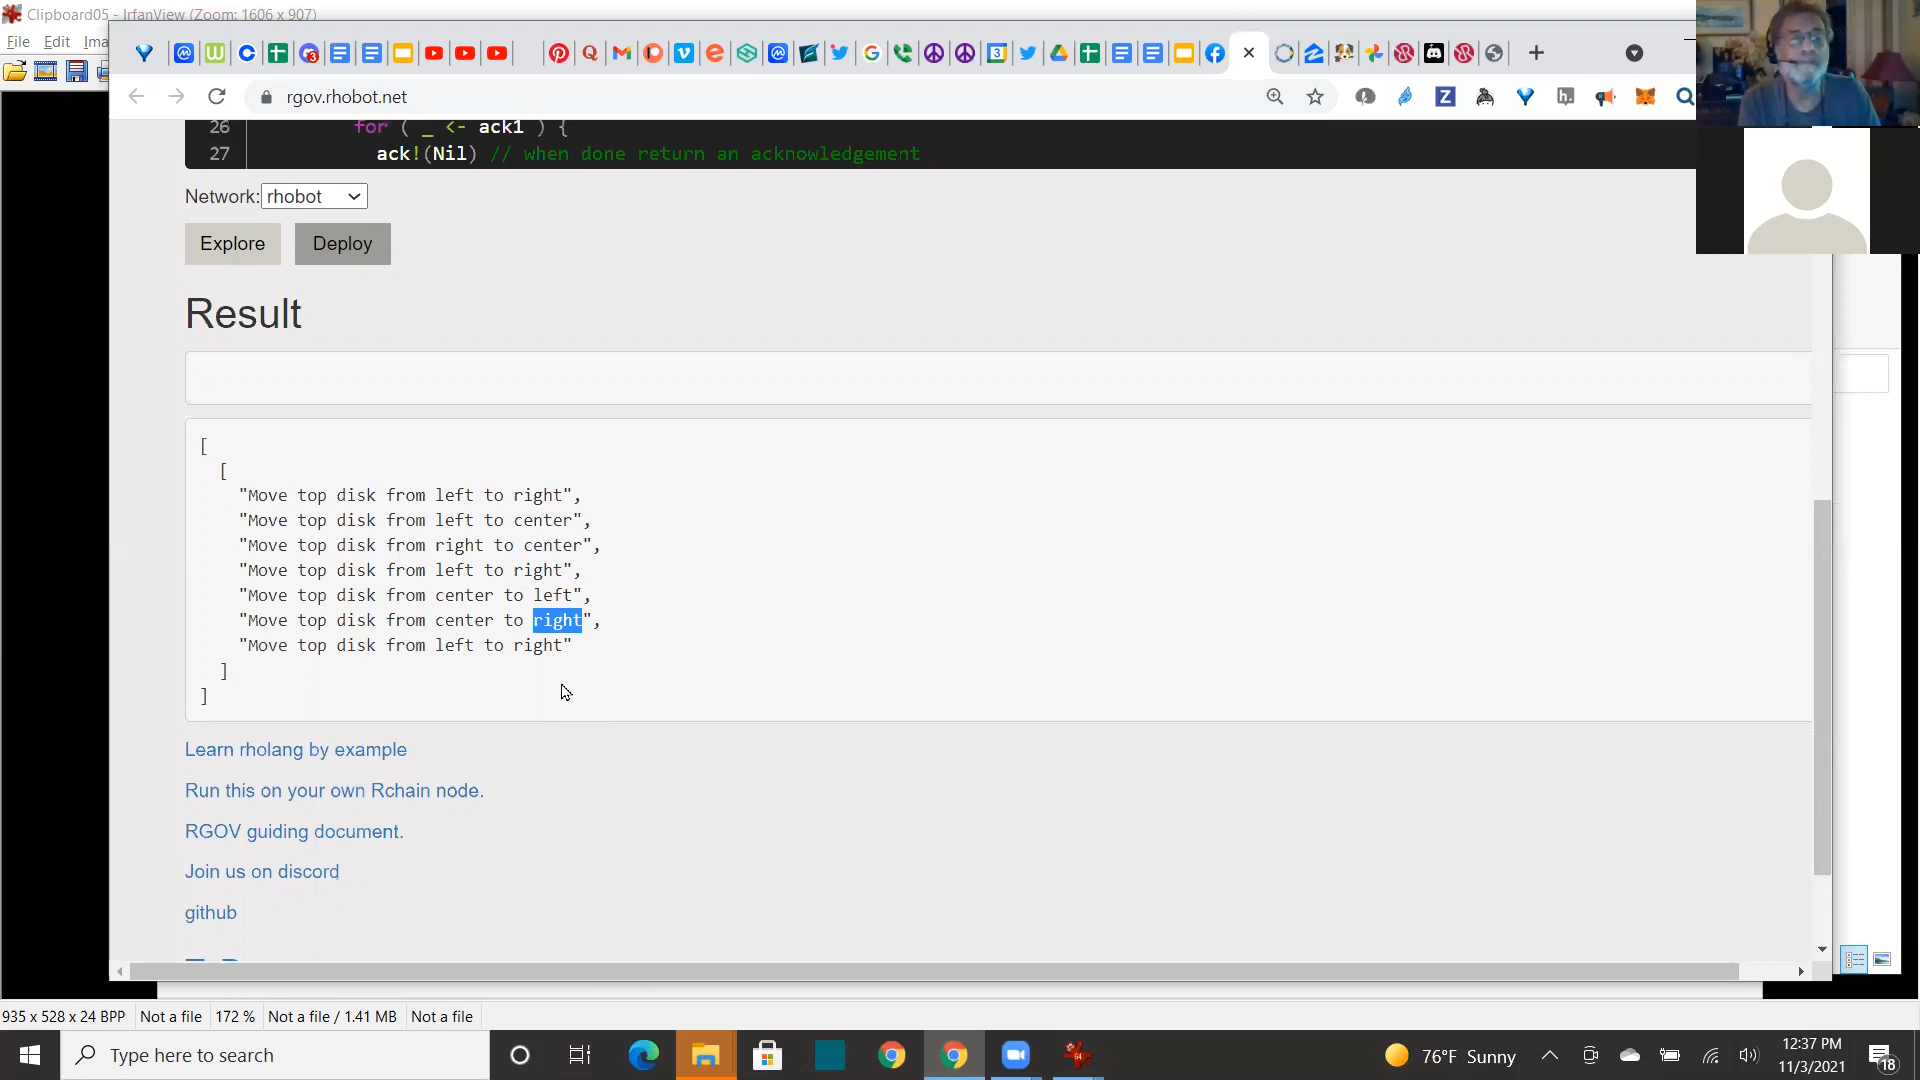 Clipboard05 - IrfanView (Zoom: 1606 x 907)
File Edit Ima
rgov.rhobot.net
26 for ( _ <- ack1 ) {
27 ack!(Nil) // when done return an acknowledgement
Network: rhobot
Explore Deploy
Result
[
[
"Move top disk from left to right",
"Move top disk from left to center",
"Move top disk from right to center",
"Move top disk from left to right",
"Move top disk from center to left",
"Move top disk from center to right",
"Move top disk from left to right"
]
]
Learn rholang by example
Run this on your own Rchain node.
RGOV guiding document.
Join us on discord
github
935 x 528 x 24 BPP Not a file 172 % Not a file / 1.41 MB Not a file
Type here to search
76°F Sunny
12:37 PM
11/3/2021
18